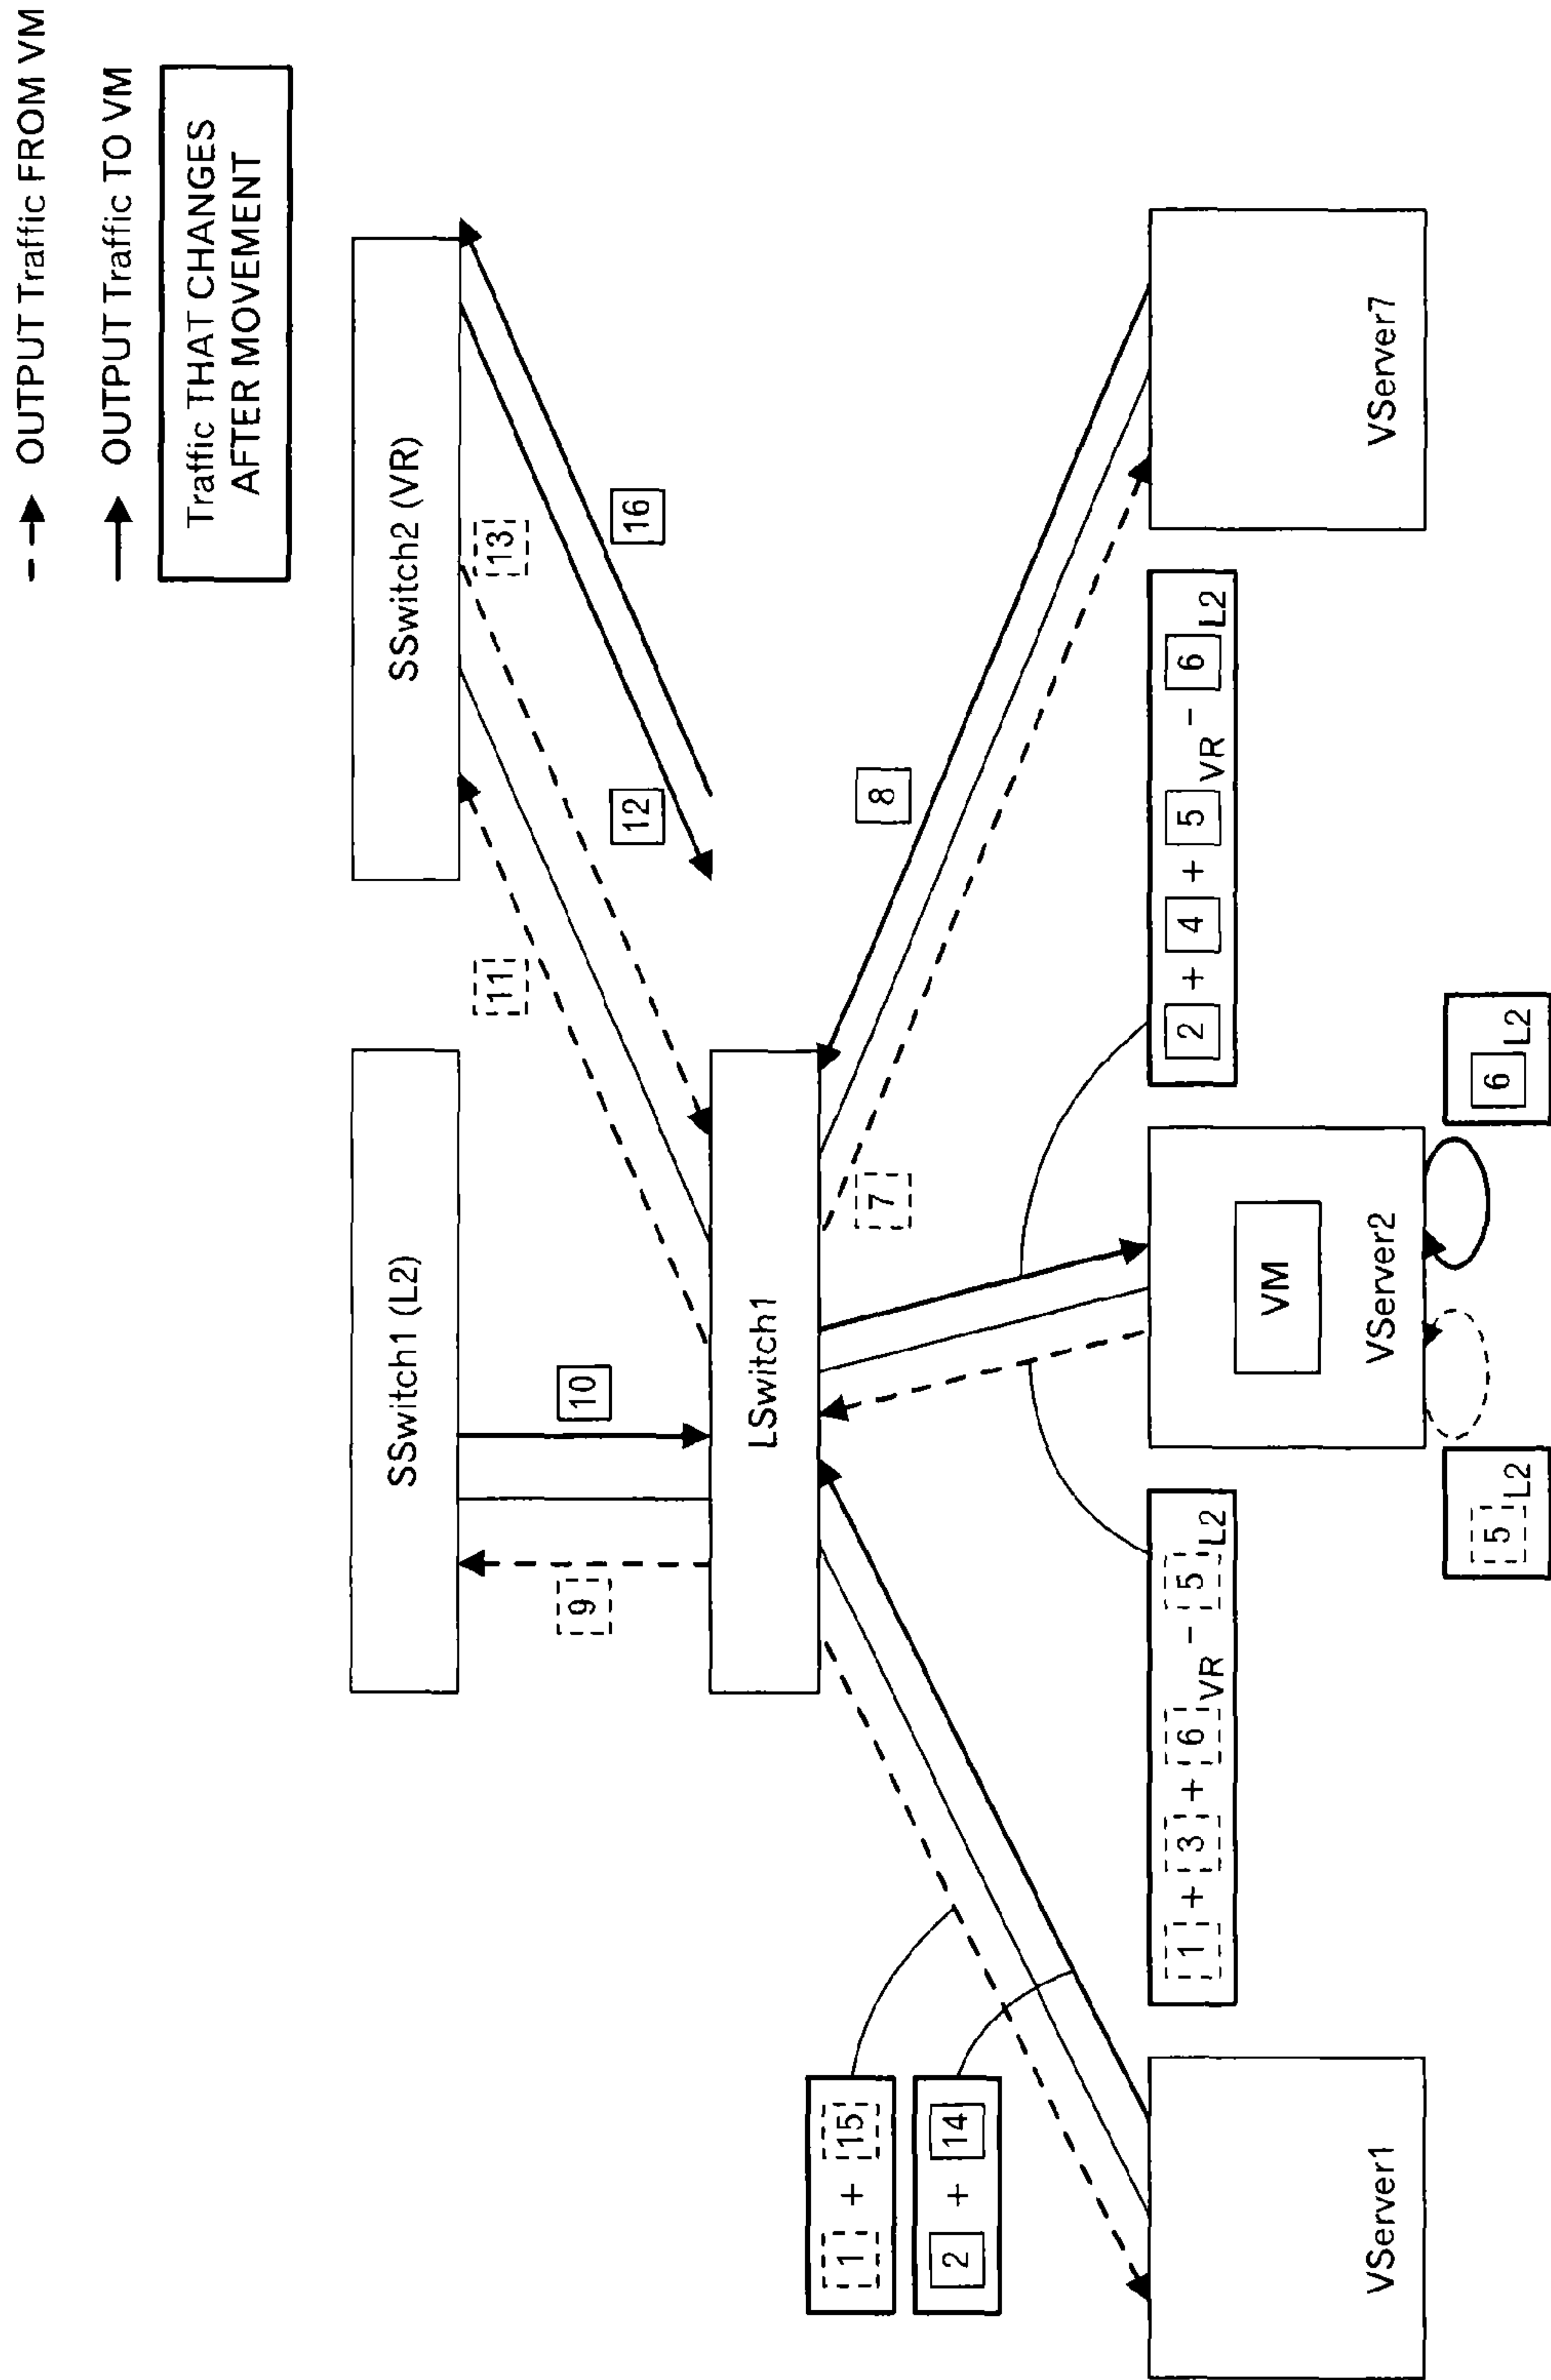 OUTPUT Traffic FROM VM
OUTPUT Traffic TO VM
Traffic THAT CHANGES
AFTER MOVEMENT
SSwitch1 (L2)
SSwitch2 (VR)
9
10
11
13
12
16
LSwitch1
1 + 15
2 + 14
7
8
VServer1
1 + 3 + 6 VR - 5 L2
VM
VServer2
2 + 4 + 5 VR - 6 L2
VServer7
5 L2
6 L2